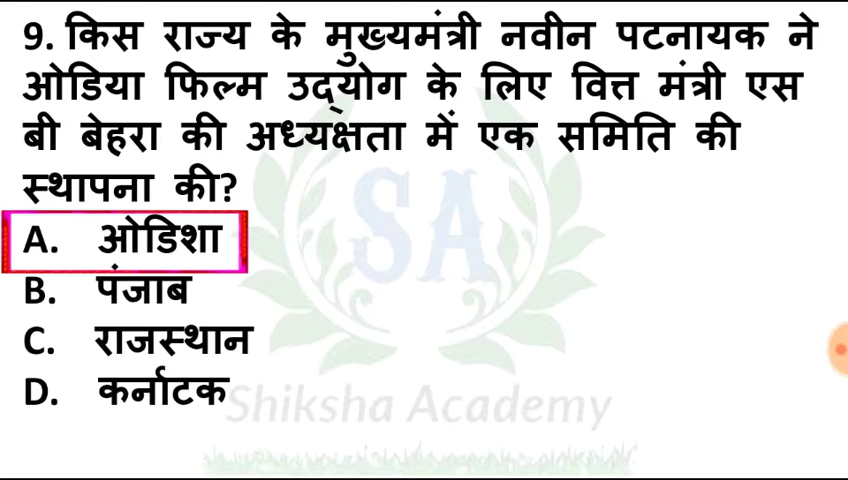 9. किस राज्य के मुख्यमंत्री नवीन पटनायक ने
ओडिया फिल्म उद्योग के लिए वित्त मंत्री एस
बी बेहरा की अध्यक्षता में एक समिति की
स्थापना की?
A. ओडिशा
B. पंजाब
C. राजस्थान
D. कर्नाटक
SA
Shiksha Academy